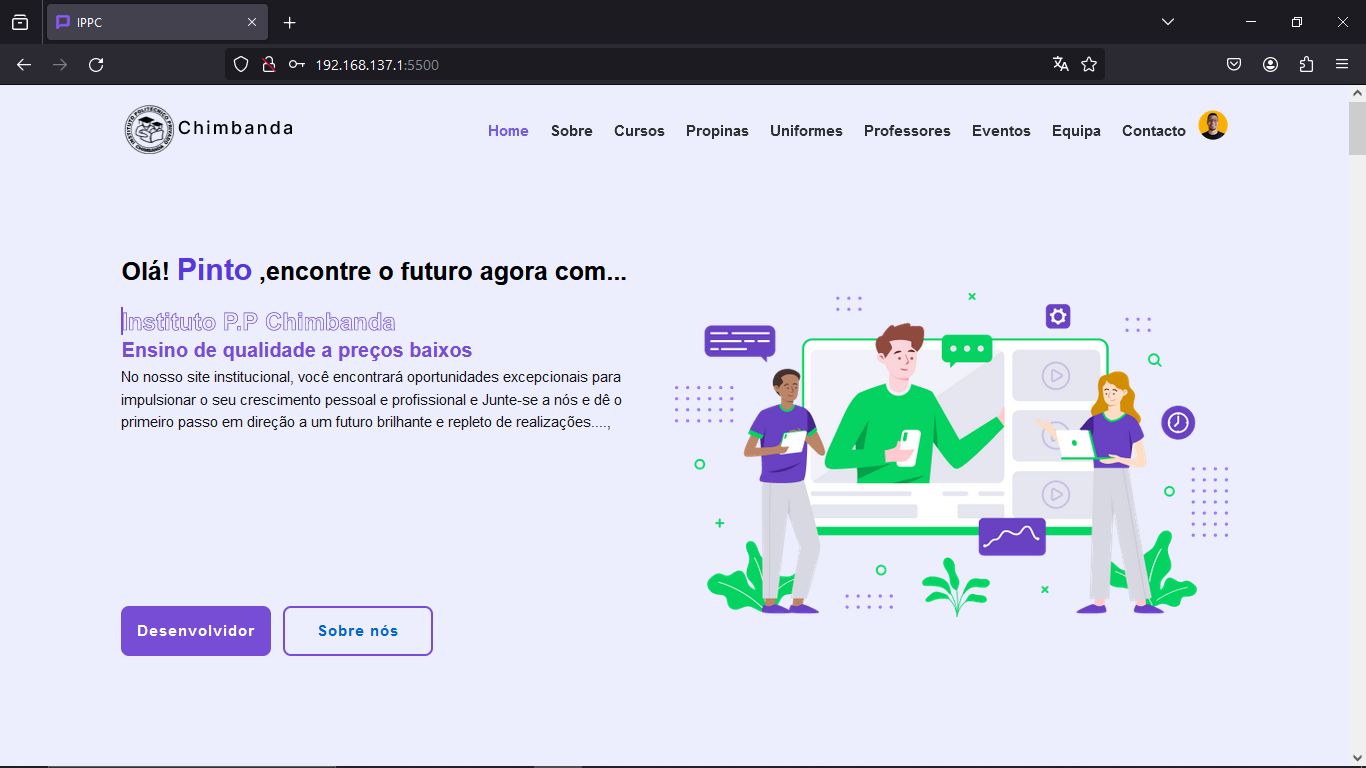 IPPC
192.168.137.1:5500
Chimbanda
Home Sobre Cursos Propinas Uniformes Professores Eventos Equipa Contacto
Olá! Pinto ,encontre o futuro agora com...
Instituto P.P Chimbanda
Ensino de qualidade a preços baixos
No nosso site institucional, você encontrará oportunidades excepcionais para
impulsionar o seu crescimento pessoal e profissional e Junte-se a nós e dê o
primeiro passo em direção a um futuro brilhante e repleto de realizações....,
Desenvolvidor Sobre nós